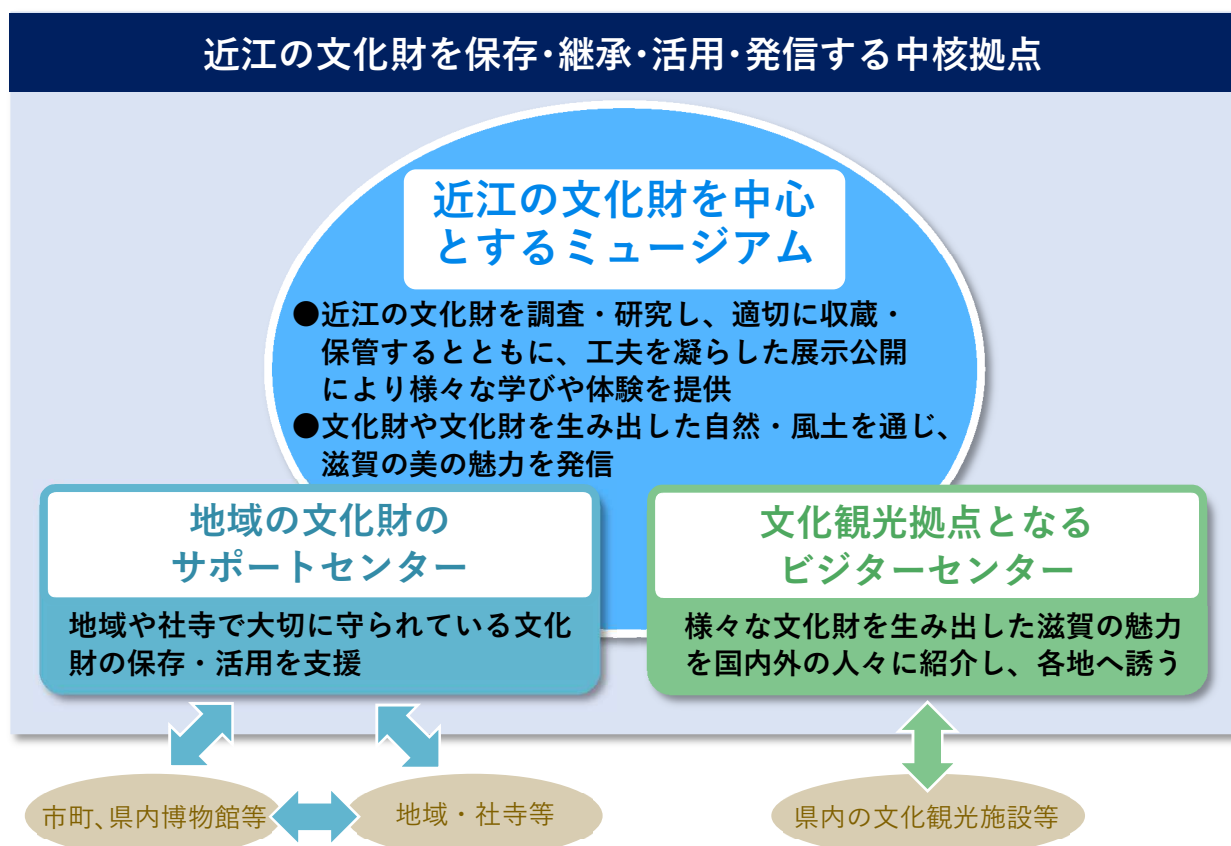 近江の文化財を保存･継承･活用･発信する中核拠点
近江の文化財を中心
とするミュージアム
●近江の文化財を調査・研究し、適切に収蔵・
保管するとともに、工夫を凝らした展示公開
により様々な学びや体験を提供
●文化財や文化財を生み出した自然・風土を通じ、
滋賀の美の魅力を発信
地域の文化財の
サポートセンター
地域や社寺で大切に守られている文化
財の保存・活用を支援
文化観光拠点となる
ビジターセンター
様々な文化財を生み出した滋賀の魅力
を国内外の人々に紹介し、各地へ誘う
市町、県内博物館等
地域・社寺等
県内の文化観光施設等